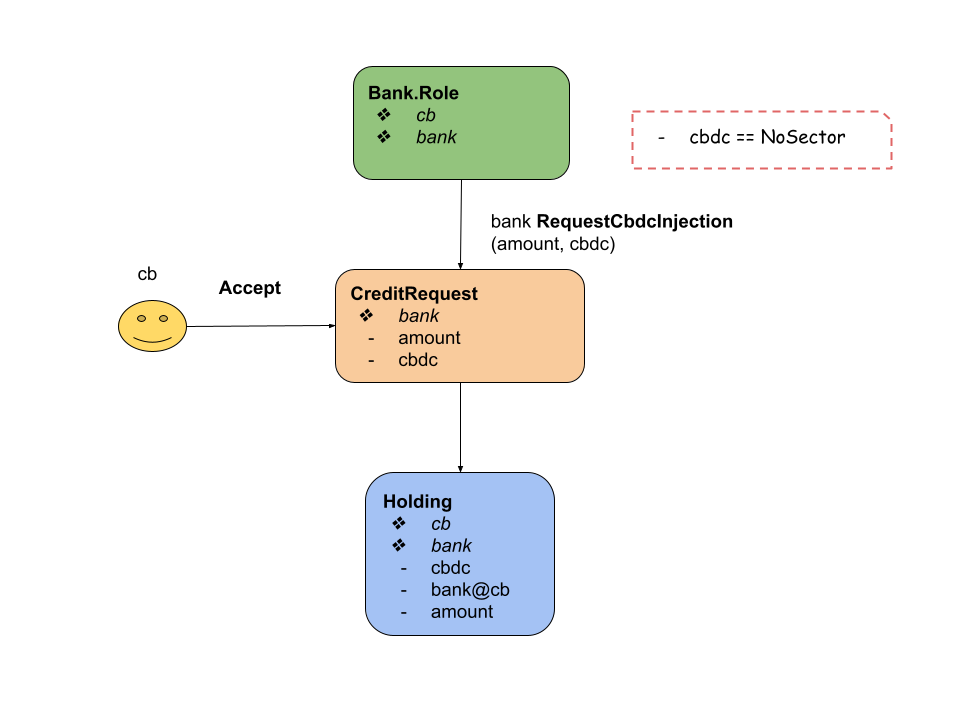 Bank.Role
❖ cb
❖ bank
- cbdc == NoSector
bank RequestCbdcInjection
(amount, cbdc)
cb
Accept
CreditRequest
❖ bank
- amount
- cbdc
Holding
❖ cb
❖ bank
- cbdc
- bank@cb
- amount